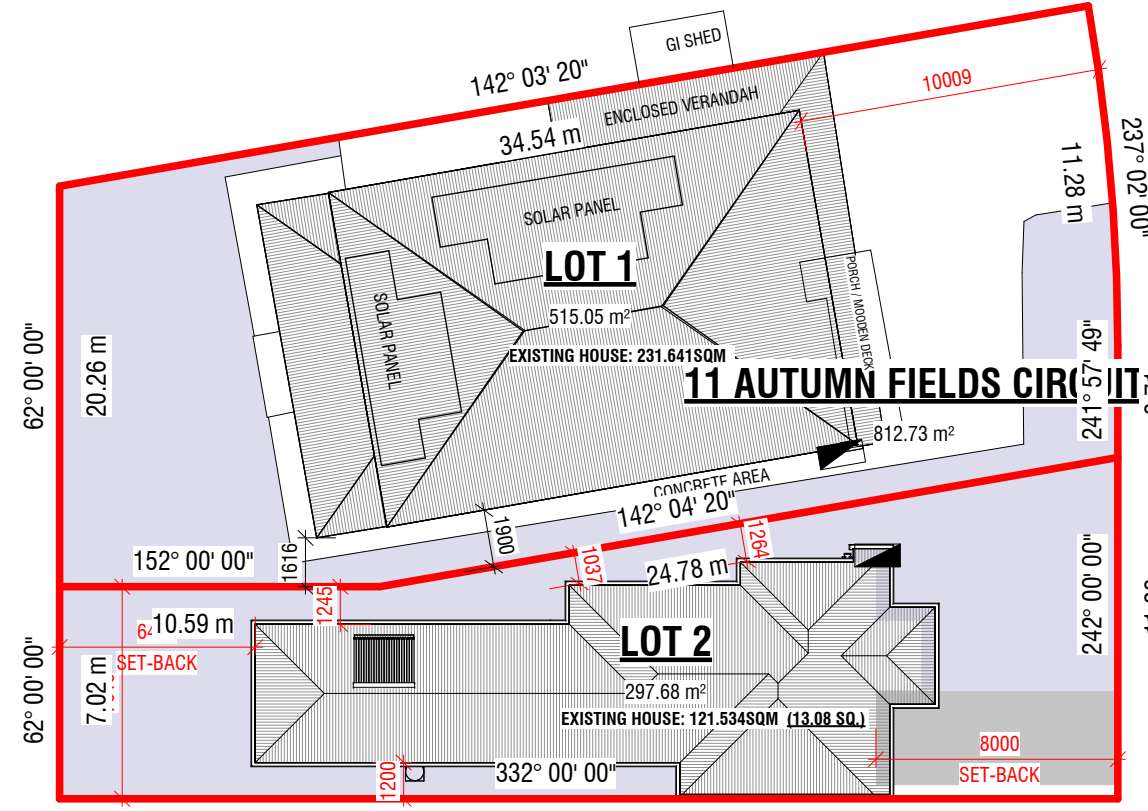 GI SHED
142° 03' 20"
10009
ENCLOSED VERANDAH
34.54 m
237° 02' 00"
11.28 m
SOLAR PANEL
LOT 1
515.05 m²
SOLAR PANEL
PORCH / MOODEN DECK
EXISTING HOUSE: 231.641SQM
11 AUTUMN FIELDS CIRCUIT
241° 57' 49"
62° 00' 00"
20.26 m
812.73 m²
CONCRETE AREA
142° 04' 20"
1900
1264
152° 00' 00"
1616
1037
24.78 m
242° 00' 00"
1245
10.59 m
SET-BACK
LOT 2
62° 00' 00"
7.02 m
297.68 m²
EXISTING HOUSE: 121.534SQM (13.08 SQ.)
8000
SET-BACK
332° 00' 00"
1200